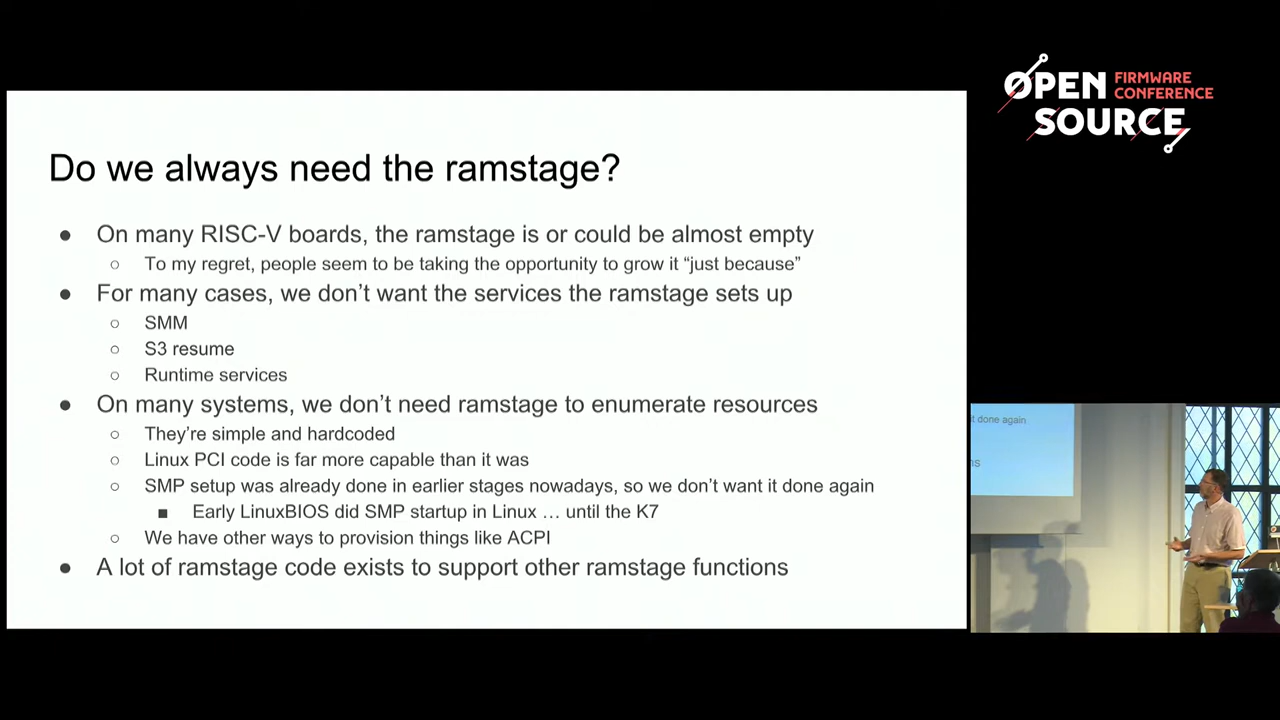 OPEN FIRMWARE
CONFERENCE
SOURCE
Do we always need the ramstage?
● On many RISC-V boards, the ramstage is or could be almost empty
○ To my regret, people seem to be taking the opportunity to grow it “just because”
● For many cases, we don’t want the services the ramstage sets up
○ SMM
○ S3 resume
○ Runtime services
● On many systems, we don’t need ramstage to enumerate resources
○ They’re simple and hardcoded
○ Linux PCI code is far more capable than it was
○ SMP setup was already done in earlier stages nowadays, so we don’t want it done again
■ Early LinuxBIOS did SMP startup in Linux … until the K7
○ We have other ways to provision things like ACPI
● A lot of ramstage code exists to support other ramstage functions
done again